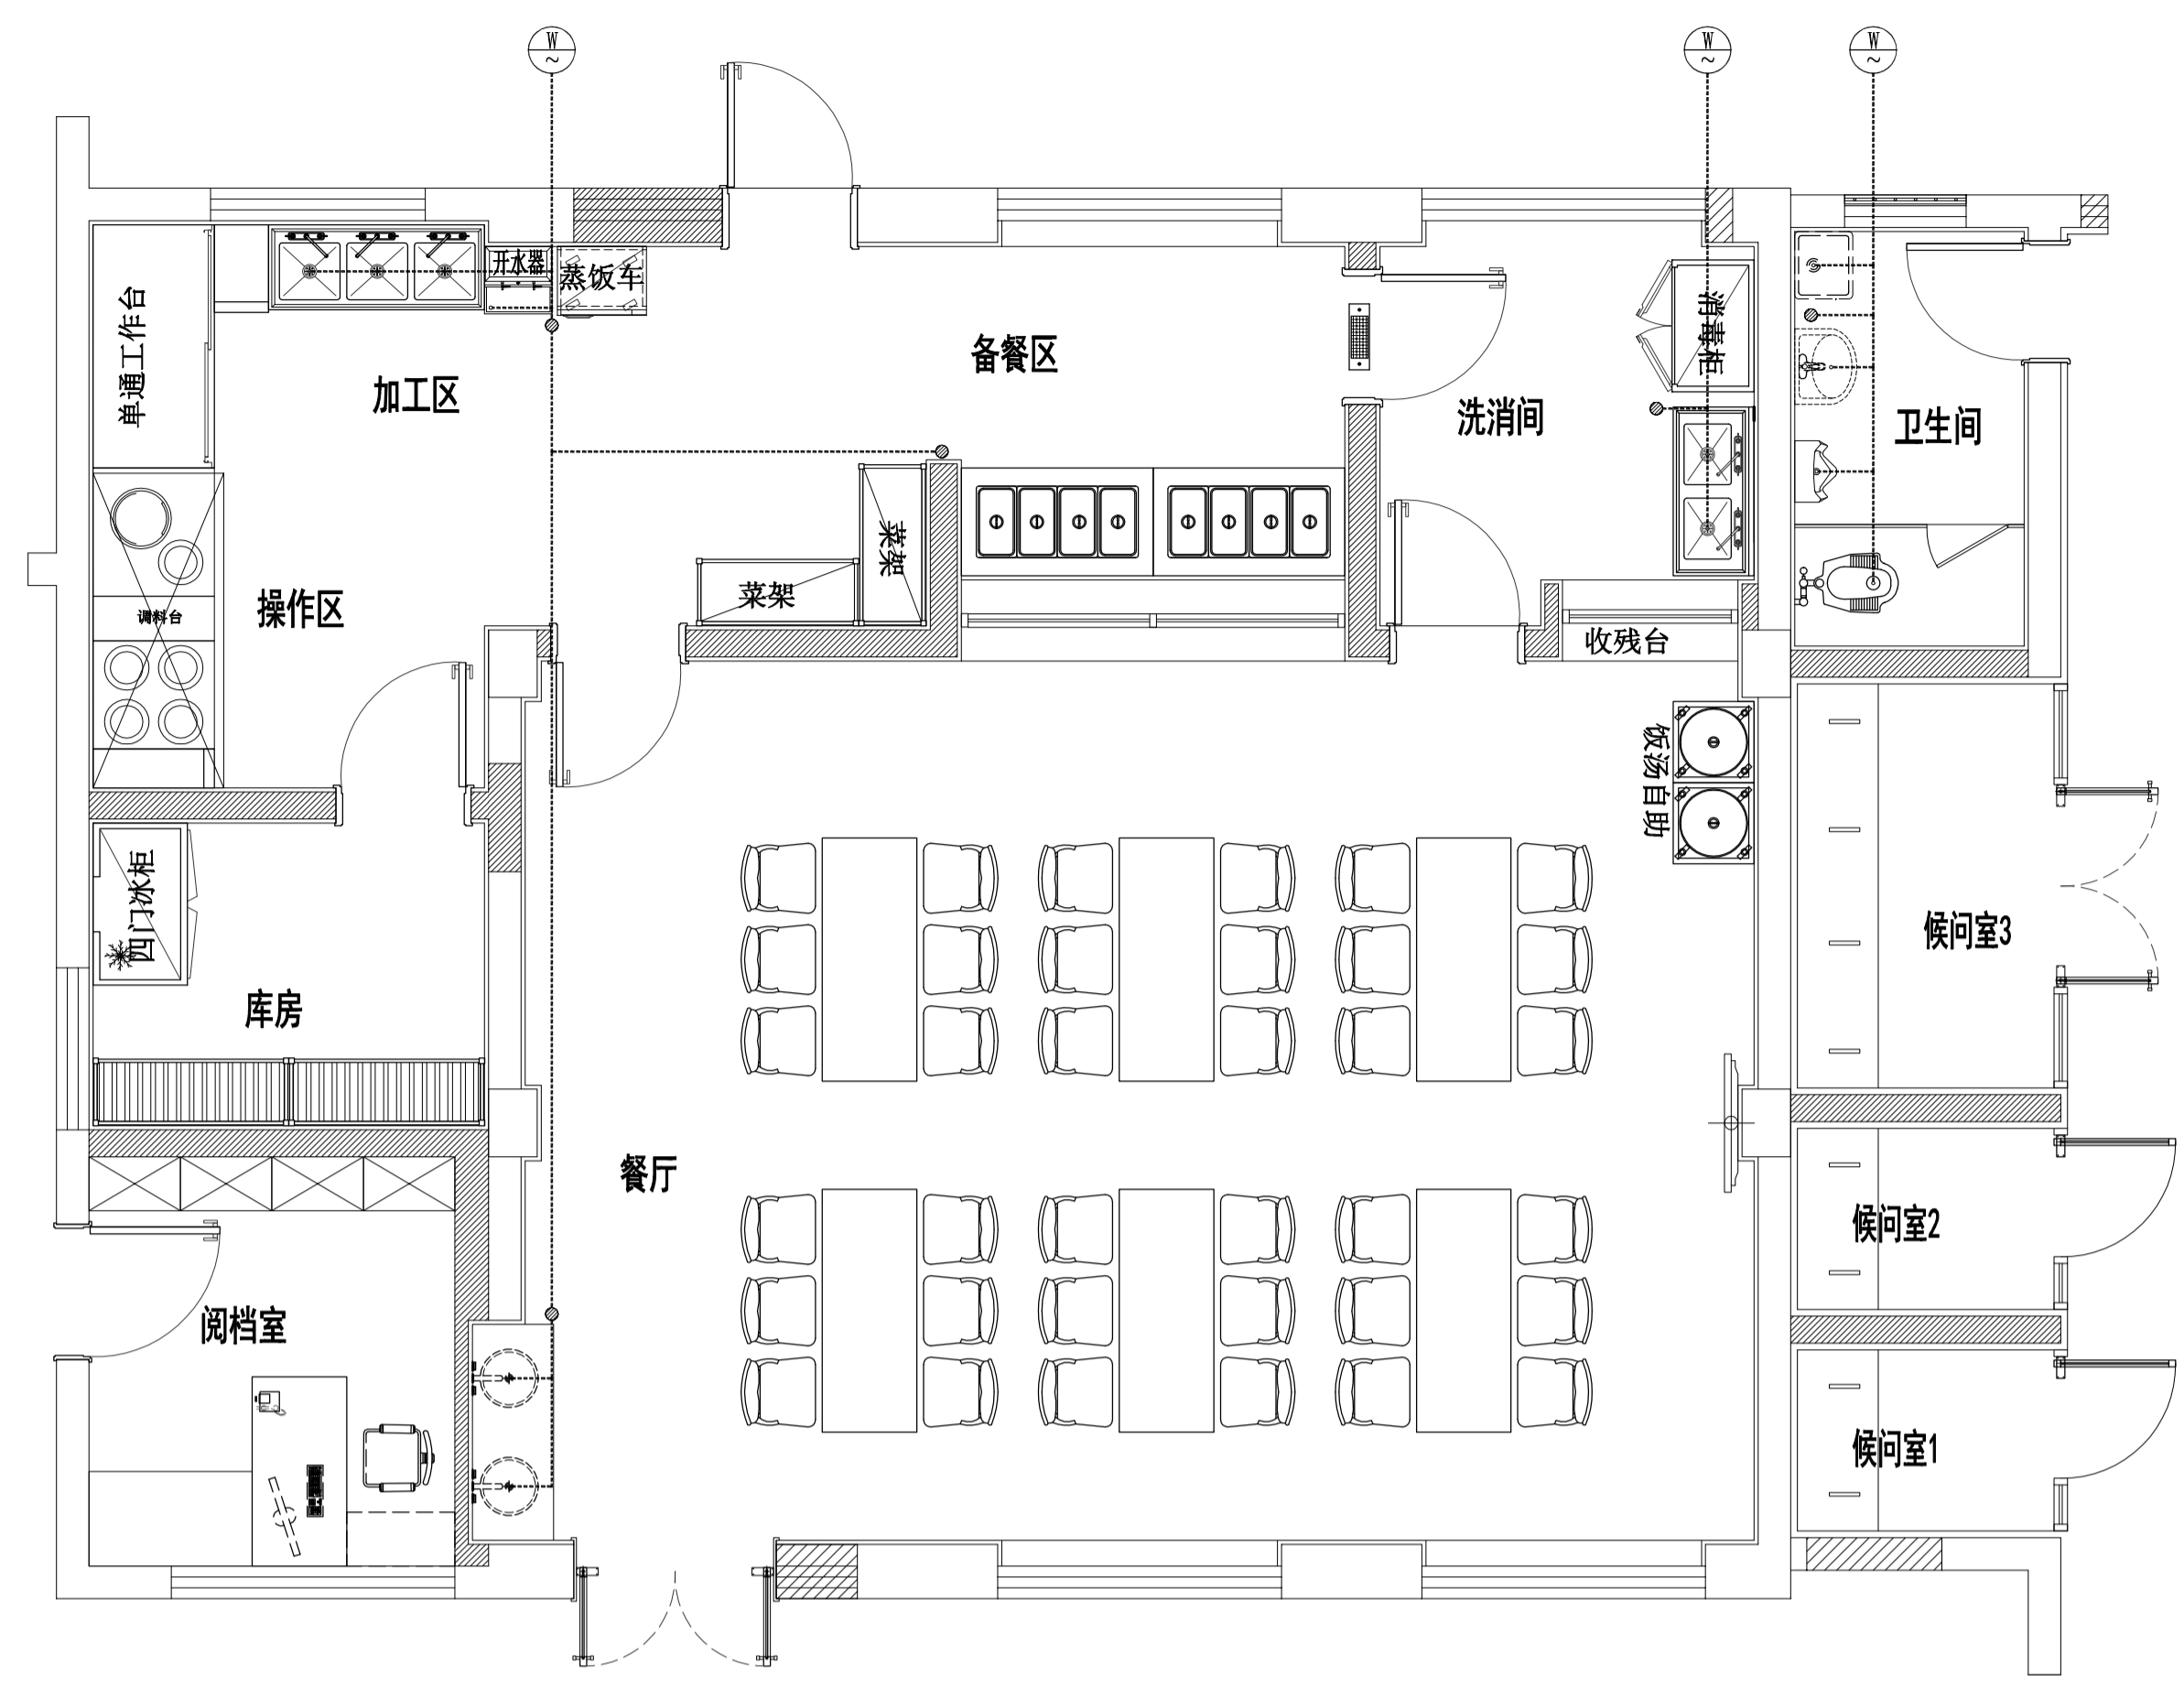 W
~
W
~
W
~
开水器
蒸饭车
单通工作台
消毒柜
备餐区
加工区
洗消间
卫生间
菜架
菜架
调料台
操作区
收残台
饭汤自助
四门冰柜
候问室3
库房
餐厅
候问室2
阅档室
候问室1